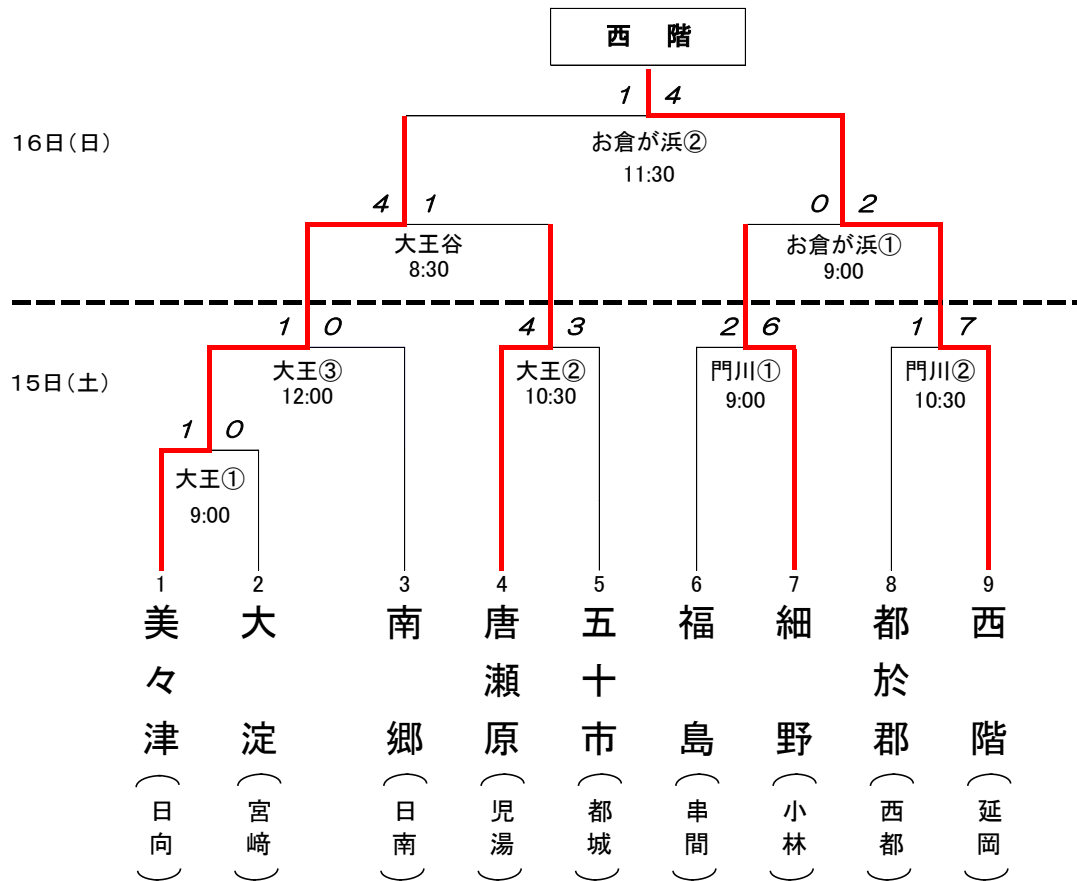 西 階
1 4
16日(日)
お倉が浜②
11:30
4 1
0 2
大王谷
8:30
お倉が浜①
9:00
1 0
4 3
2 6
1 7
15日(土)
大王③
12:00
大王②
10:30
門川①
9:00
門川②
10:30
1 0
大王①
9:00
1 2 3 4 5 6 7 8 9
美々津
大淀
南郷
唐瀬原
五十市
福島
細野
都於郡
西階
(日向)
(宮﨑)
(日南)
(児湯)
(都城)
(串間)
(小林)
(西都)
(延岡)